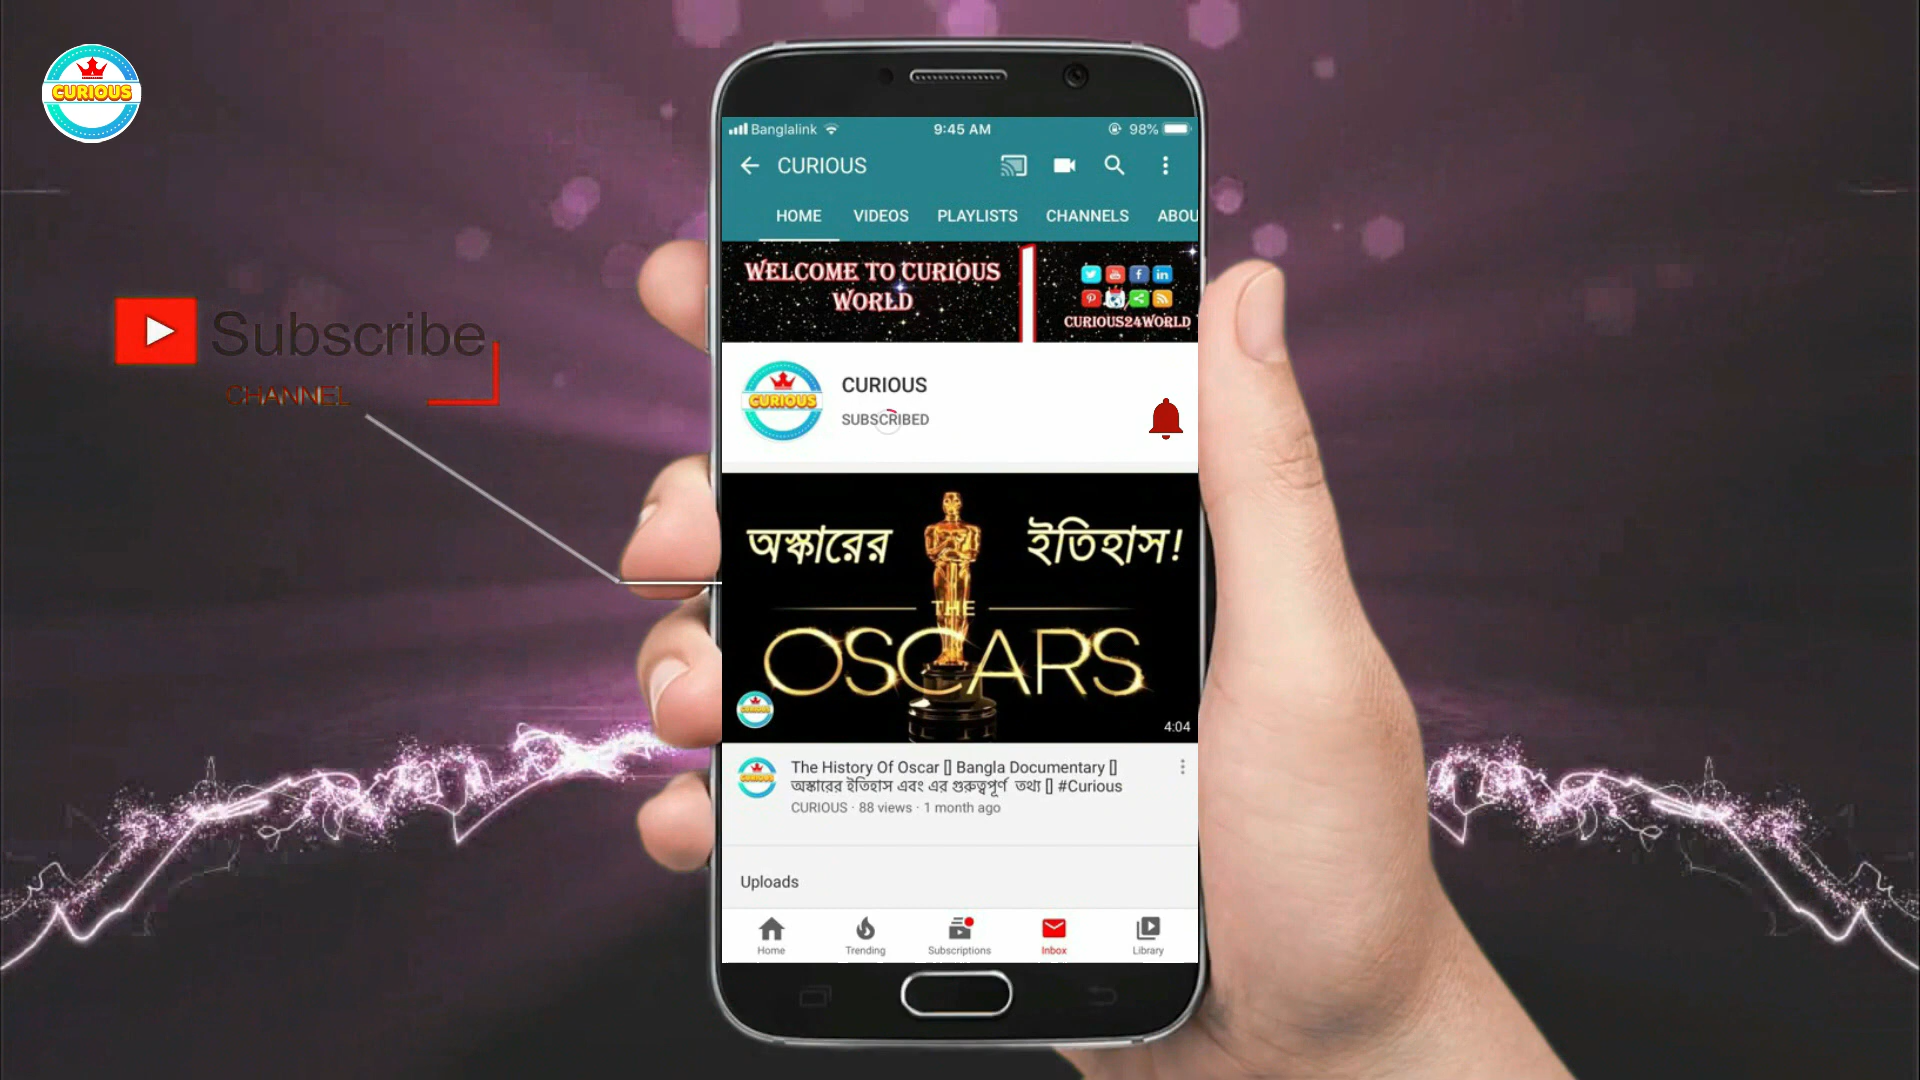 CURIOUS
Subscribe
CHANNEL
Banglalink 9:45 AM 98%
CURIOUS
HOME VIDEOS PLAYLISTS CHANNELS ABOU
WELCOME TO CURIOUS
WORLD
CURIOUS24WORLD
CURIOUS
CURIOUS
SUBSCRIBED
অস্কারের ইতিহাস!
THE
OSCARS
CURIOUS
4:04
CURIOUS
The History Of Oscar [] Bangla Documentary []
অস্কারের ইতিহাস এবং এর গুরুত্বপূর্ণ তথ্য [] #Curious
CURIOUS · 88 views · 1 month ago
Uploads
Home Trending Subscriptions Inbox Library